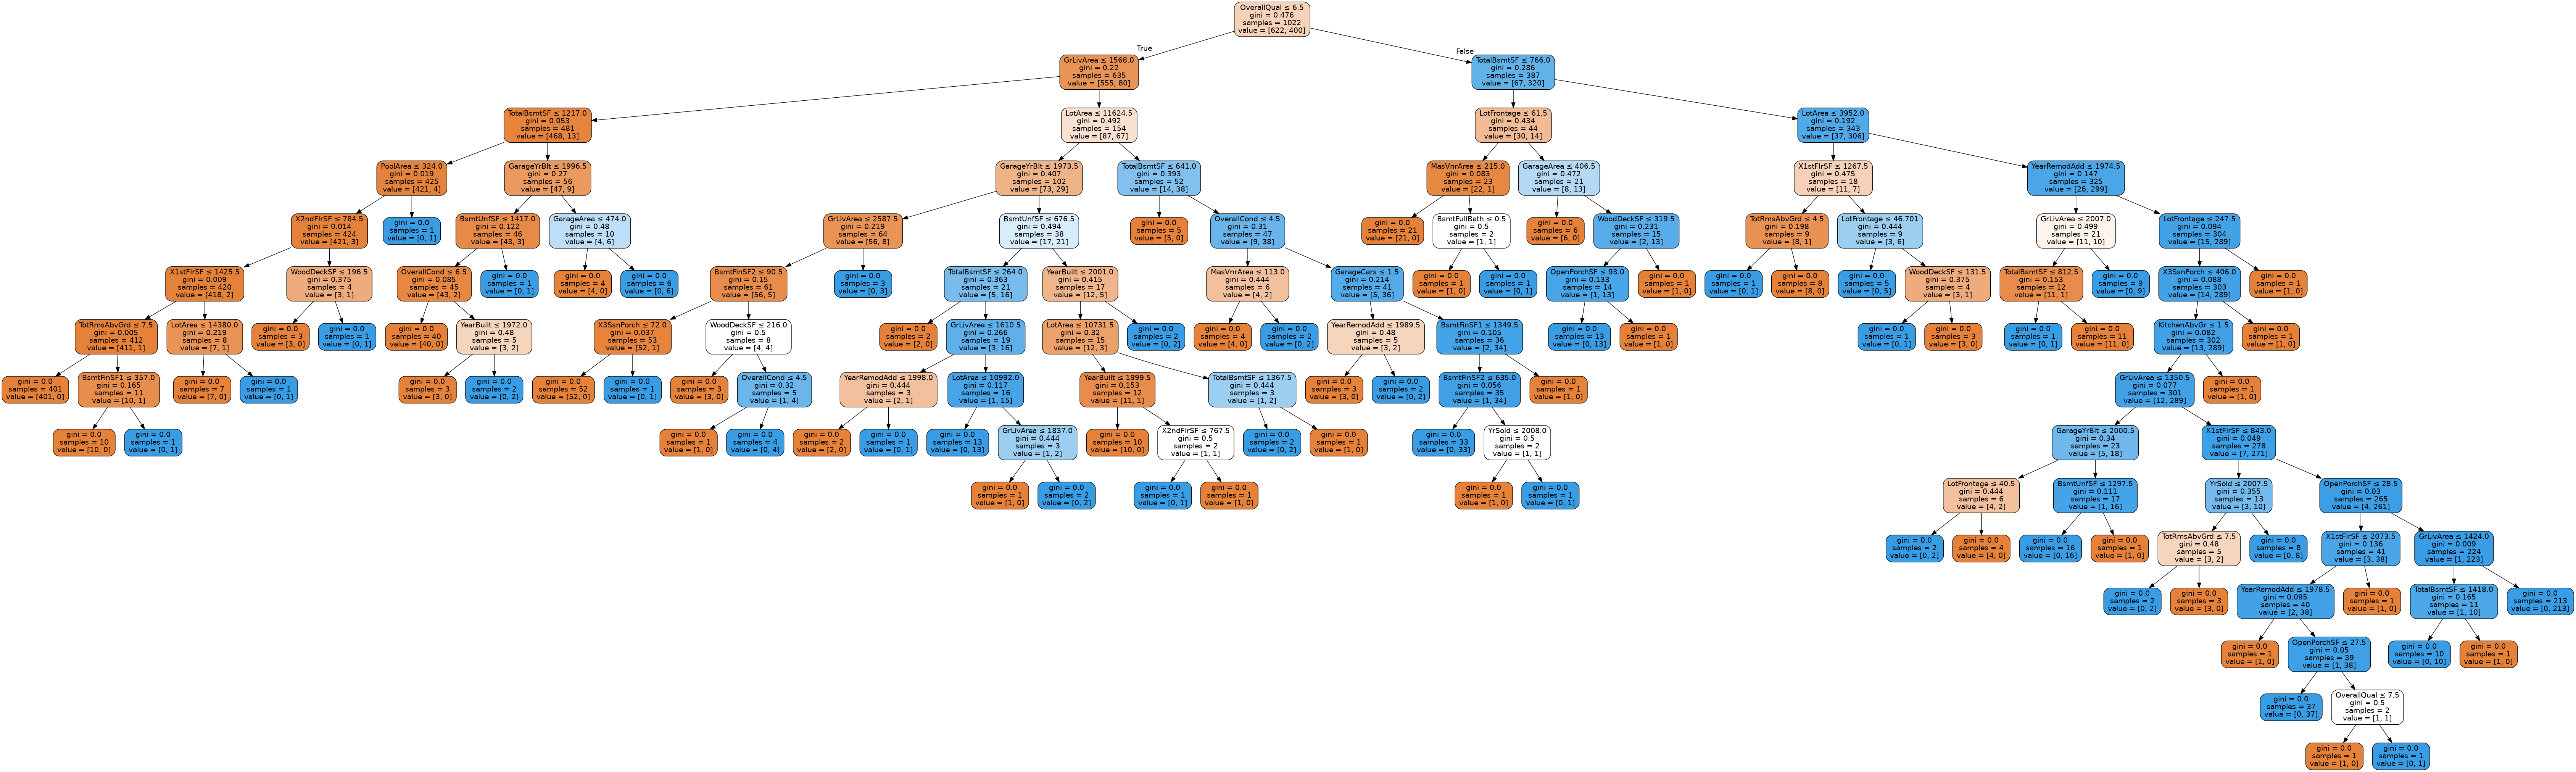 OverallQual ≤ 6.5
gini = 0.476
samples = 1022
value = [622, 400]
True
False
GrLivArea ≤ 1568.0
gini = 0.22
samples = 635
value = [555, 80]
TotalBsmtSF ≤ 766.0
gini = 0.286
samples = 387
value = [67, 320]
TotalBsmtSF ≤ 1217.0
gini = 0.053
samples = 481
value = [468, 13]
LotArea ≤ 11624.5
gini = 0.492
samples = 154
value = [87, 67]
LotFrontage ≤ 61.5
gini = 0.434
samples = 44
value = [30, 14]
LotArea ≤ 3952.0
gini = 0.192
samples = 343
value = [37, 306]
PoolArea ≤ 324.0
gini = 0.019
samples = 425
value = [421, 4]
GarageYrBlt ≤ 1996.5
gini = 0.27
samples = 56
value = [47, 9]
GarageYrBlt ≤ 1973.5
gini = 0.407
samples = 102
value = [73, 29]
TotalBsmtSF ≤ 641.0
gini = 0.393
samples = 52
value = [14, 38]
MasVnrArea ≤ 215.0
gini = 0.083
samples = 23
value = [22, 1]
GarageArea ≤ 406.5
gini = 0.472
samples = 21
value = [8, 13]
X1stFlrSF ≤ 1267.5
gini = 0.475
samples = 18
value = [11, 7]
YearRemodAdd ≤ 1974.5
gini = 0.147
samples = 325
value = [26, 299]
X2ndFlrSF ≤ 784.5
gini = 0.014
samples = 424
value = [421, 3]
gini = 0.0
samples = 1
value = [0, 1]
BsmtUnfSF ≤ 1417.0
gini = 0.122
samples = 46
value = [43, 3]
GarageArea ≤ 474.0
gini = 0.48
samples = 10
value = [4, 6]
GrLivArea ≤ 2587.5
gini = 0.219
samples = 64
value = [56, 8]
BsmtUnfSF ≤ 676.5
gini = 0.494
samples = 38
value = [17, 21]
gini = 0.0
samples = 5
value = [5, 0]
OverallCond ≤ 4.5
gini = 0.31
samples = 47
value = [9, 38]
gini = 0.0
samples = 21
value = [21, 0]
BsmtFullBath ≤ 0.5
gini = 0.5
samples = 2
value = [1, 1]
gini = 0.0
samples = 6
value = [6, 0]
WoodDeckSF ≤ 319.5
gini = 0.231
samples = 15
value = [2, 13]
TotRmsAbvGrd ≤ 4.5
gini = 0.198
samples = 9
value = [8, 1]
LotFrontage ≤ 46.701
gini = 0.444
samples = 9
value = [3, 6]
GrLivArea ≤ 2007.0
gini = 0.499
samples = 21
value = [11, 10]
LotFrontage ≤ 247.5
gini = 0.094
samples = 304
value = [15, 289]
X1stFlrSF ≤ 1425.5
gini = 0.009
samples = 420
value = [418, 2]
WoodDeckSF ≤ 196.5
gini = 0.375
samples = 4
value = [3, 1]
OverallCond ≤ 6.5
gini = 0.085
samples = 45
value = [43, 2]
gini = 0.0
samples = 1
value = [0, 1]
gini = 0.0
samples = 4
value = [4, 0]
gini = 0.0
samples = 6
value = [0, 6]
BsmtFinSF2 ≤ 90.5
gini = 0.15
samples = 61
value = [56, 5]
gini = 0.0
samples = 3
value = [0, 3]
TotalBsmtSF ≤ 264.0
gini = 0.363
samples = 21
value = [5, 16]
YearBuilt ≤ 2001.0
gini = 0.415
samples = 17
value = [12, 5]
MasVnrArea ≤ 113.0
gini = 0.444
samples = 6
value = [4, 2]
GarageCars ≤ 1.5
gini = 0.214
samples = 41
value = [5, 36]
gini = 0.0
samples = 1
value = [1, 0]
gini = 0.0
samples = 1
value = [0, 1]
OpenPorchSF ≤ 93.0
gini = 0.133
samples = 14
value = [1, 13]
gini = 0.0
samples = 1
value = [1, 0]
gini = 0.0
samples = 1
value = [0, 1]
gini = 0.0
samples = 8
value = [8, 0]
gini = 0.0
samples = 5
value = [0, 5]
WoodDeckSF ≤ 131.5
gini = 0.375
samples = 4
value = [3, 1]
TotalBsmtSF ≤ 812.5
gini = 0.153
samples = 12
value = [11, 1]
gini = 0.0
samples = 9
value = [0, 9]
X3SsnPorch ≤ 406.0
gini = 0.088
samples = 303
value = [14, 289]
gini = 0.0
samples = 1
value = [1, 0]
TotRmsAbvGrd ≤ 7.5
gini = 0.005
samples = 412
value = [411, 1]
LotArea ≤ 14380.0
gini = 0.219
samples = 8
value = [7, 1]
gini = 0.0
samples = 3
value = [3, 0]
gini = 0.0
samples = 1
value = [0, 1]
gini = 0.0
samples = 40
value = [40, 0]
YearBuilt ≤ 1972.0
gini = 0.48
samples = 5
value = [3, 2]
X3SsnPorch ≤ 72.0
gini = 0.037
samples = 53
value = [52, 1]
WoodDeckSF ≤ 216.0
gini = 0.5
samples = 8
value = [4, 4]
gini = 0.0
samples = 2
value = [2, 0]
GrLivArea ≤ 1610.5
gini = 0.266
samples = 19
value = [3, 16]
LotArea ≤ 10731.5
gini = 0.32
samples = 15
value = [12, 3]
gini = 0.0
samples = 2
value = [0, 2]
gini = 0.0
samples = 4
value = [4, 0]
gini = 0.0
samples = 2
value = [0, 2]
YearRemodAdd ≤ 1989.5
gini = 0.48
samples = 5
value = [3, 2]
BsmtFinSF1 ≤ 1349.5
gini = 0.105
samples = 36
value = [2, 34]
gini = 0.0
samples = 13
value = [0, 13]
gini = 0.0
samples = 1
value = [1, 0]
gini = 0.0
samples = 1
value = [0, 1]
gini = 0.0
samples = 3
value = [3, 0]
gini = 0.0
samples = 1
value = [0, 1]
gini = 0.0
samples = 11
value = [11, 0]
KitchenAbvGr ≤ 1.5
gini = 0.082
samples = 302
value = [13, 289]
gini = 0.0
samples = 1
value = [1, 0]
gini = 0.0
samples = 401
value = [401, 0]
BsmtFinSF1 ≤ 357.0
gini = 0.165
samples = 11
value = [10, 1]
gini = 0.0
samples = 7
value = [7, 0]
gini = 0.0
samples = 1
value = [0, 1]
gini = 0.0
samples = 3
value = [3, 0]
gini = 0.0
samples = 2
value = [0, 2]
gini = 0.0
samples = 52
value = [52, 0]
gini = 0.0
samples = 1
value = [0, 1]
gini = 0.0
samples = 3
value = [3, 0]
OverallCond ≤ 4.5
gini = 0.32
samples = 5
value = [1, 4]
YearRemodAdd ≤ 1998.0
gini = 0.444
samples = 3
value = [2, 1]
LotArea ≤ 10992.0
gini = 0.117
samples = 16
value = [1, 15]
YearBuilt ≤ 1999.5
gini = 0.153
samples = 12
value = [11, 1]
TotalBsmtSF ≤ 1367.5
gini = 0.444
samples = 3
value = [1, 2]
gini = 0.0
samples = 3
value = [3, 0]
gini = 0.0
samples = 2
value = [0, 2]
BsmtFinSF2 ≤ 635.0
gini = 0.056
samples = 35
value = [1, 34]
gini = 0.0
samples = 1
value = [1, 0]
GrLivArea ≤ 1350.5
gini = 0.077
samples = 301
value = [12, 289]
gini = 0.0
samples = 1
value = [1, 0]
gini = 0.0
samples = 10
value = [10, 0]
gini = 0.0
samples = 1
value = [0, 1]
gini = 0.0
samples = 1
value = [1, 0]
gini = 0.0
samples = 4
value = [0, 4]
gini = 0.0
samples = 2
value = [2, 0]
gini = 0.0
samples = 1
value = [0, 1]
gini = 0.0
samples = 13
value = [0, 13]
GrLivArea ≤ 1837.0
gini = 0.444
samples = 3
value = [1, 2]
gini = 0.0
samples = 10
value = [10, 0]
X2ndFlrSF ≤ 767.5
gini = 0.5
samples = 2
value = [1, 1]
gini = 0.0
samples = 2
value = [0, 2]
gini = 0.0
samples = 1
value = [1, 0]
gini = 0.0
samples = 33
value = [0, 33]
YrSold ≤ 2008.0
gini = 0.5
samples = 2
value = [1, 1]
GarageYrBlt ≤ 2000.5
gini = 0.34
samples = 23
value = [5, 18]
X1stFlrSF ≤ 843.0
gini = 0.049
samples = 278
value = [7, 271]
gini = 0.0
samples = 1
value = [1, 0]
gini = 0.0
samples = 2
value = [0, 2]
gini = 0.0
samples = 1
value = [0, 1]
gini = 0.0
samples = 1
value = [1, 0]
gini = 0.0
samples = 1
value = [1, 0]
gini = 0.0
samples = 1
value = [0, 1]
LotFrontage ≤ 40.5
gini = 0.444
samples = 6
value = [4, 2]
BsmtUnfSF ≤ 1297.5
gini = 0.111
samples = 17
value = [1, 16]
YrSold ≤ 2007.5
gini = 0.355
samples = 13
value = [3, 10]
OpenPorchSF ≤ 28.5
gini = 0.03
samples = 265
value = [4, 261]
gini = 0.0
samples = 2
value = [0, 2]
gini = 0.0
samples = 4
value = [4, 0]
gini = 0.0
samples = 16
value = [0, 16]
gini = 0.0
samples = 1
value = [1, 0]
TotRmsAbvGrd ≤ 7.5
gini = 0.48
samples = 5
value = [3, 2]
gini = 0.0
samples = 8
value = [0, 8]
X1stFlrSF ≤ 2073.5
gini = 0.136
samples = 41
value = [3, 38]
GrLivArea ≤ 1424.0
gini = 0.009
samples = 224
value = [1, 223]
gini = 0.0
samples = 2
value = [0, 2]
gini = 0.0
samples = 3
value = [3, 0]
YearRemodAdd ≤ 1978.5
gini = 0.095
samples = 40
value = [2, 38]
gini = 0.0
samples = 1
value = [1, 0]
TotalBsmtSF ≤ 1418.0
gini = 0.165
samples = 11
value = [1, 10]
gini = 0.0
samples = 213
value = [0, 213]
gini = 0.0
samples = 1
value = [1, 0]
OpenPorchSF ≤ 27.5
gini = 0.05
samples = 39
value = [1, 38]
gini = 0.0
samples = 10
value = [0, 10]
gini = 0.0
samples = 1
value = [1, 0]
gini = 0.0
samples = 37
value = [0, 37]
OverallQual ≤ 7.5
gini = 0.5
samples = 2
value = [1, 1]
gini = 0.0
samples = 1
value = [1, 0]
gini = 0.0
samples = 1
value = [0, 1]